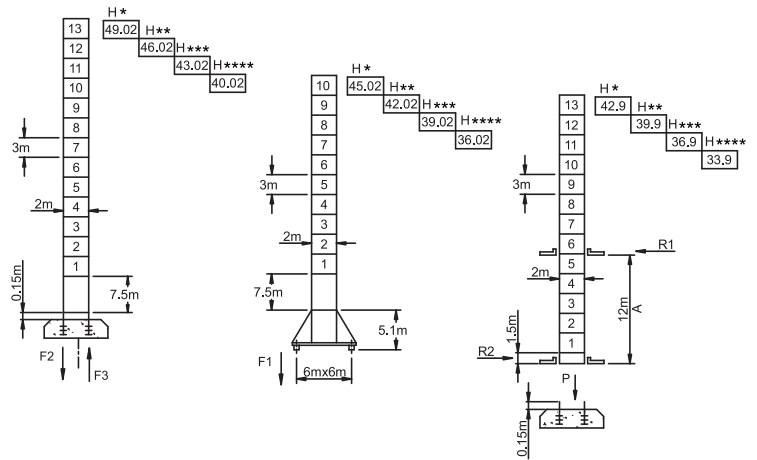 H* H** H*** H****
49.02 46.02 43.02 40.02
13
12
11
10
9
8
7
6
5
4
3
2
1
3m
2m
0.15m
7.5m
F2
F3
H* H** H*** H****
45.02 42.02 39.02 36.02
10
9
8
7
6
5
4
3
2
1
3m
2m
7.5m
5.1m
F1
6mx6m
H* H** H*** H****
42.9 39.9 36.9 33.9
13
12
11
10
9
8
7
6
5
4
3
2
1
3m
R1
2m
12m
A
1.5m
R2
P
0.15m